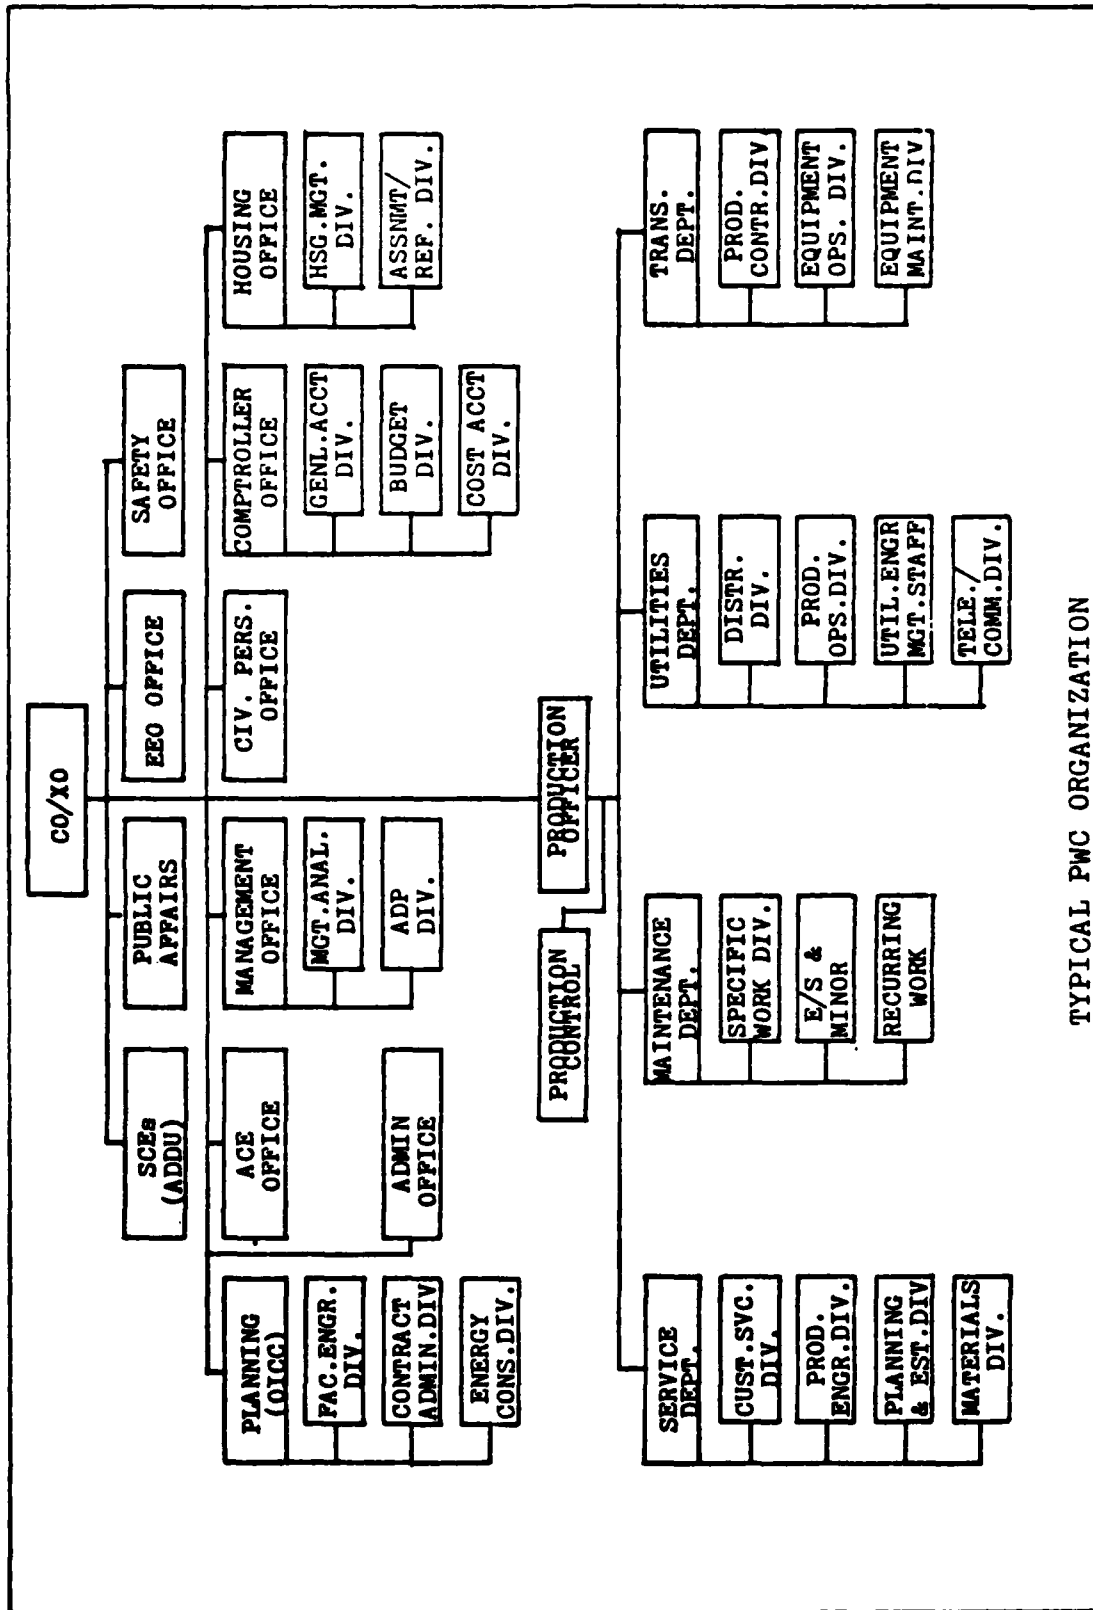 CO/XO
SCEs
(ADDU)
PUBLIC
AFFAIRS
EEO OFFICE
SAFETY
OFFICE
PLANNING
(OICC)
FAC.ENGR.
DIV.
CONTRACT
ADMIN.DIV
ENERGY
CONS.DIV.
ACE
OFFICE
ADMIN
OFFICE
MANAGEMENT
OFFICE
MGT.ANAL.
DIV.
ADP
DIV.
CIV. PERS.
OFFICE
COMPTROLLER
OFFICE
GENL.ACCT
DIV.
BUDGET
DIV.
COST ACCT
DIV.
HOUSING
OFFICE
HSG.MGT.
DIV.
ASSNMT/
REF. DIV.
PRODUCTION
CONTROL
PRODUCTION
OFFICER
SERVICE
DEPT.
CUST.SVC.
DIV.
PROD.
ENGR.DIV.
PLANNING
& EST.DIV
MATERIALS
DIV.
MAINTENANCE
DEPT.
SPECIFIC
WORK DIV.
E/S &
MINOR
RECURRING
WORK
UTILITIES
DEPT.
DISTR.
DIV.
PROD.
OPS.DIV.
UTIL.ENGR
MGT.STAFF
TELE./
COMM.DIV.
TRANS.
DEPT.
PROD.
CONTR.DIV
EQUIPMENT
OPS. DIV.
EQUIPMENT
MAINT.DIV
TYPICAL PWC ORGANIZATION